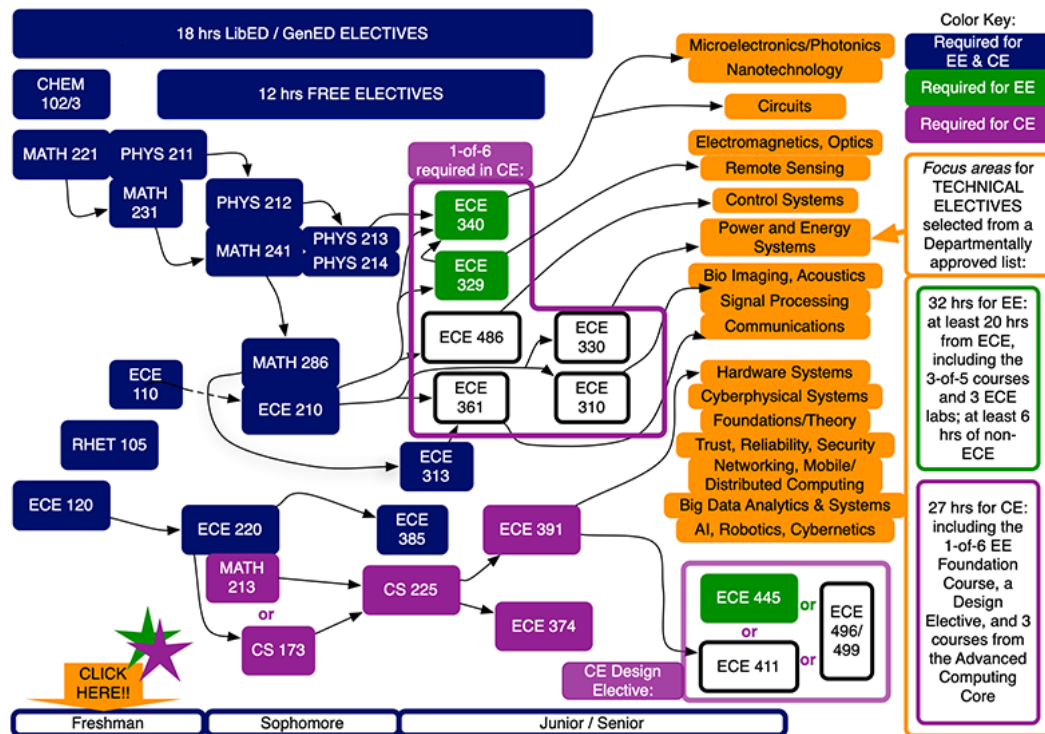 18 hrs LibED / GenED ELECTIVES
CHEM
102/3
12 hrs FREE ELECTIVES
MATH 221
PHYS 211
MATH
231
PHYS 212
MATH 241
PHYS 213
PHYS 214
MATH 286
ECE 210
ECE
110
RHET 105
ECE 120
ECE 220
MATH
213
or
CS 173
ECE
385
CS 225
ECE 391
ECE 374
ECE
313
1-of-6
required in CE:
ECE
340
ECE
329
ECE 486
ECE
330
ECE
361
ECE
310
Microelectronics/Photonics
Nanotechnology
Circuits
Electromagnetics, Optics
Remote Sensing
Control Systems
Power and Energy
Systems
Bio Imaging, Acoustics
Signal Processing
Communications
Hardware Systems
Cyberphysical Systems
Foundations/Theory
Trust, Reliability, Security
Networking, Mobile/
Distributed Computing
Big Data Analytics & Systems
AI, Robotics, Cybernetics
CE Design
Elective:
ECE 445
or
or
ECE 411
or
ECE
496/
499
Color Key:
Required for
EE & CE
Required for EE
Required for CE
Focus areas for
TECHNICAL
ELECTIVES
selected from a
Departmentally
approved list:
32 hrs for EE:
at least 20 hrs
from ECE,
including the
3-of-5 courses
and 3 ECE
labs; at least 6
hrs of non-
ECE
27 hrs for CE:
including the
1-of-6 EE
Foundation
Course, a
Design
Elective, and 3
courses from
the Advanced
Computing
Core
CLICK
HERE!!
Freshman
Sophomore
Junior / Senior